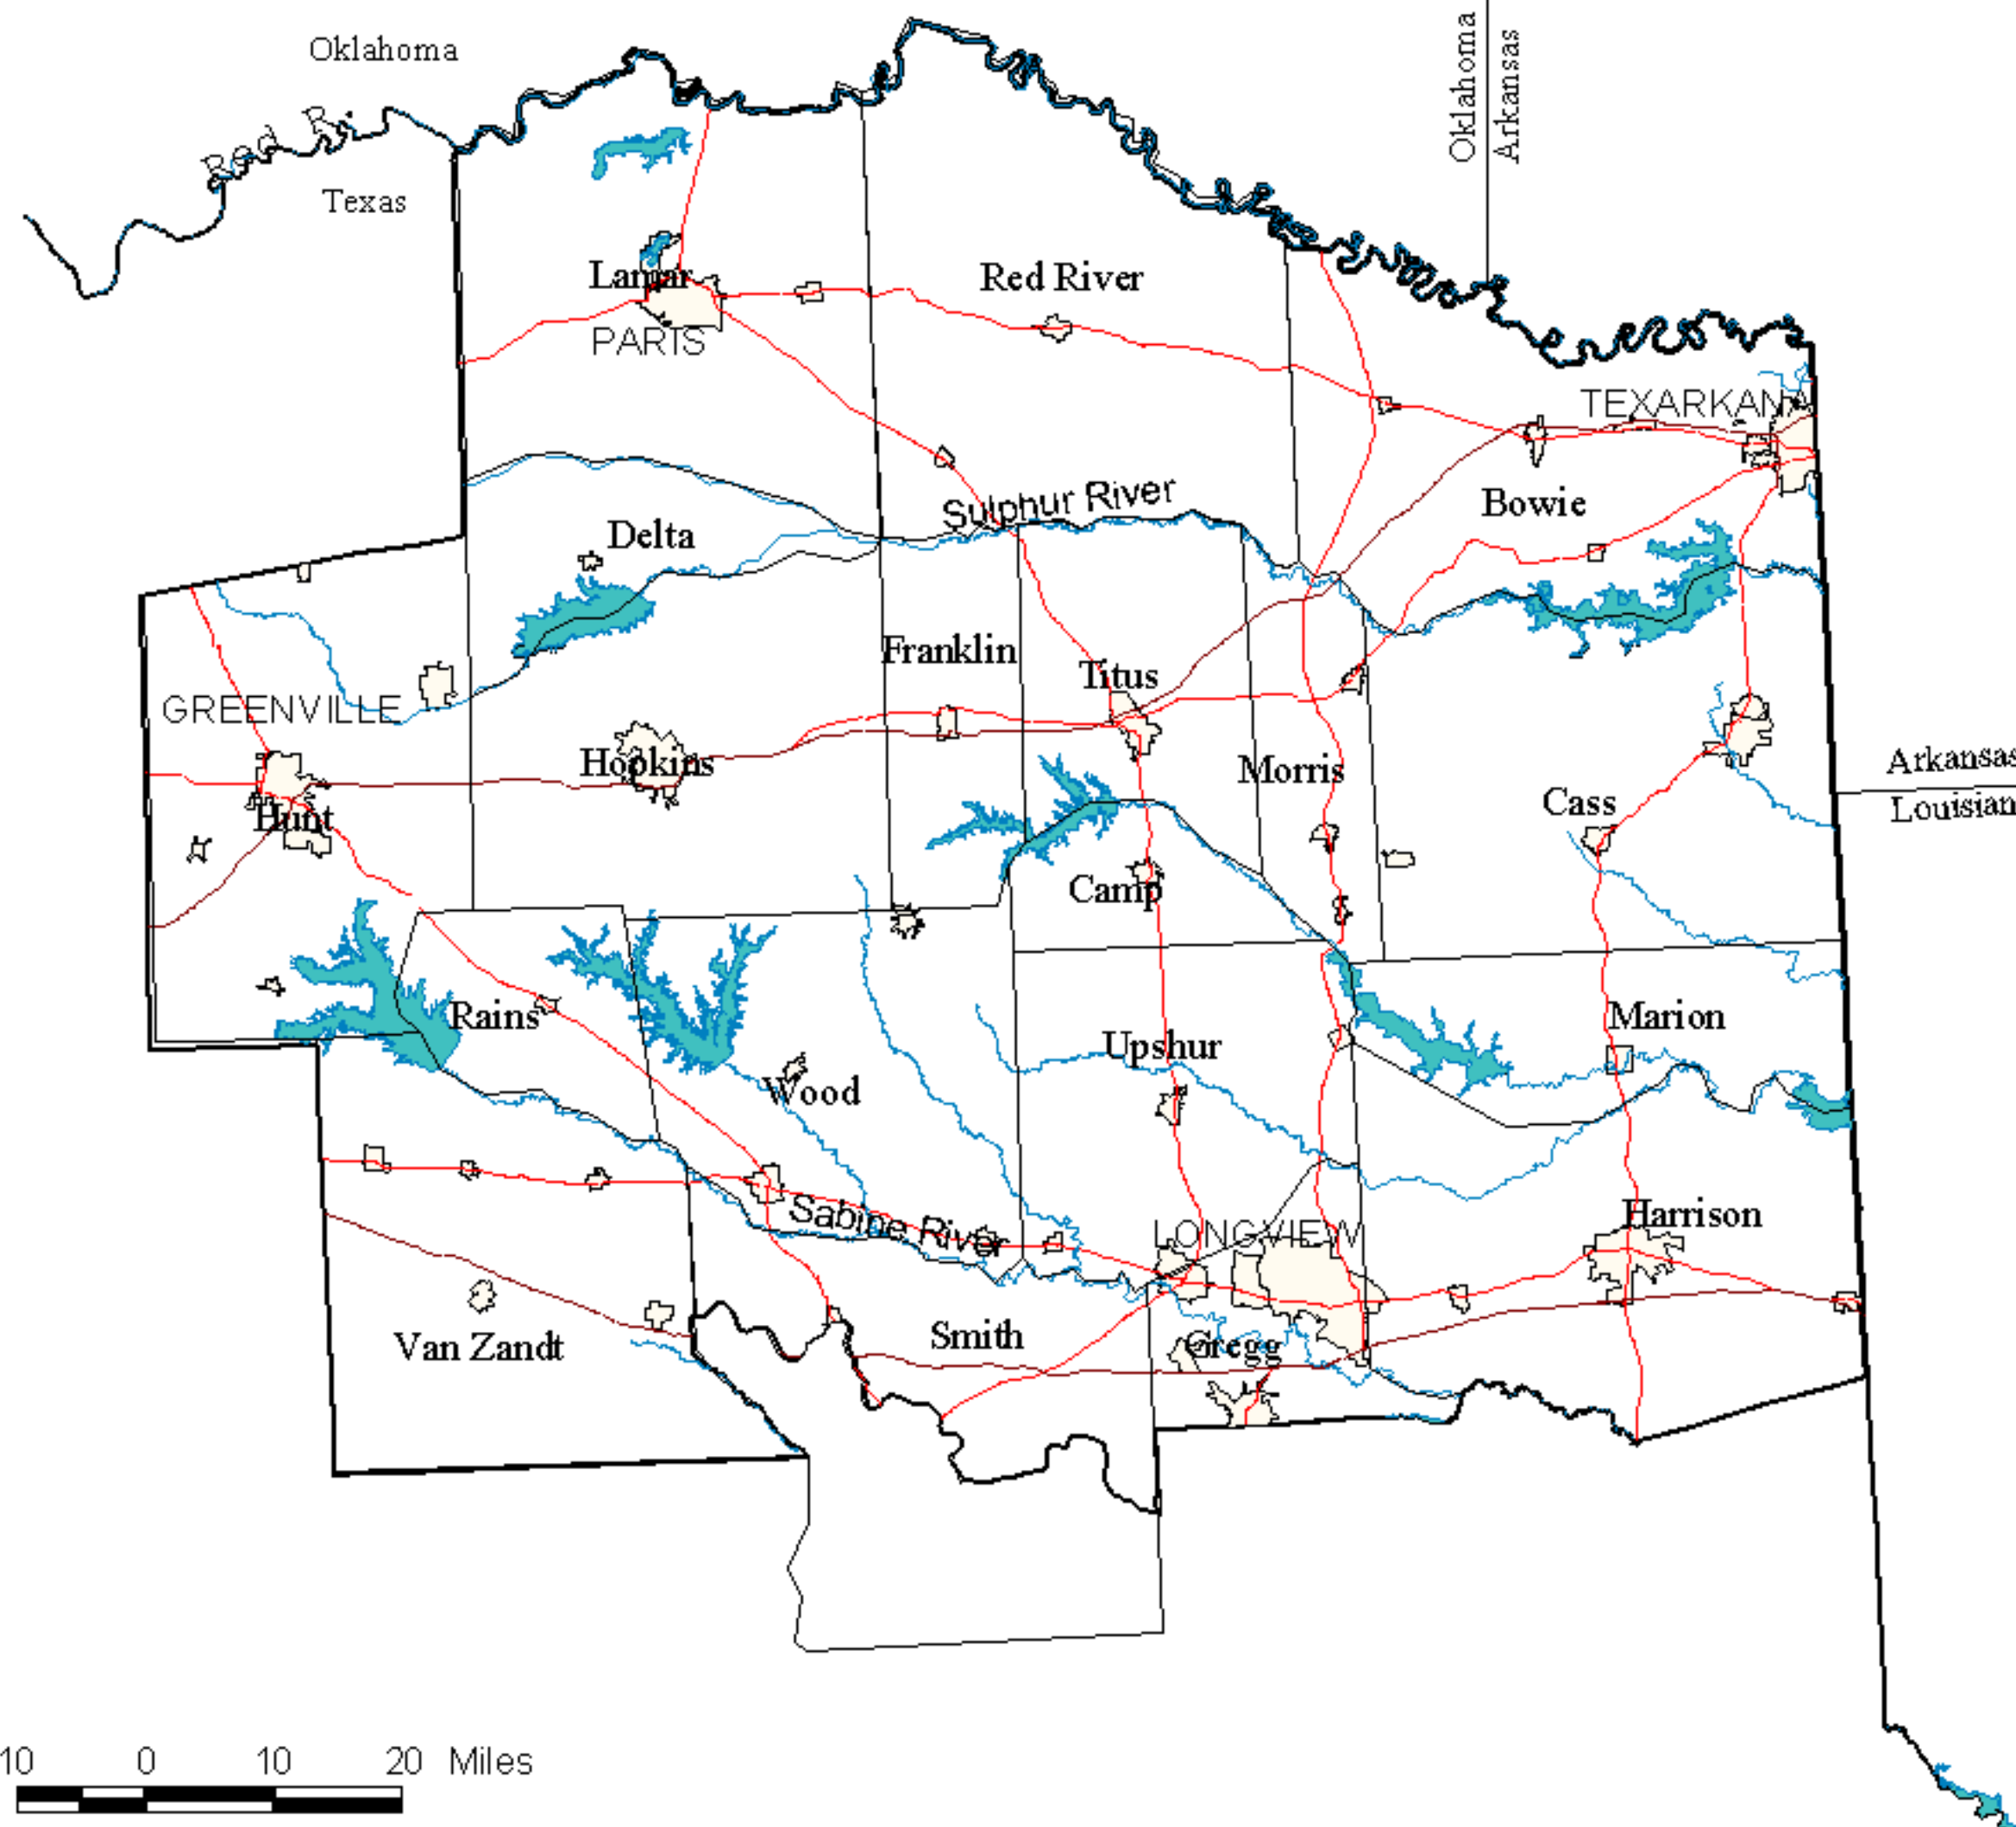 Oklahoma
Oklahoma
Arkansas
Red Ri
Texas
Lamar
Red River
PARIS
TEXARKANA
Sulphur River
Bowie
Delta
Franklin
Titus
GREENVILLE
Hopkins
Morris
Arkansas
Cass
Louisian
Hunt
Camp
Rains
Marion
Upshur
Wood
Sabine River
LONGVIEW
Harrison
Van Zandt
Smith
Gregg
10 0 10 20 Miles